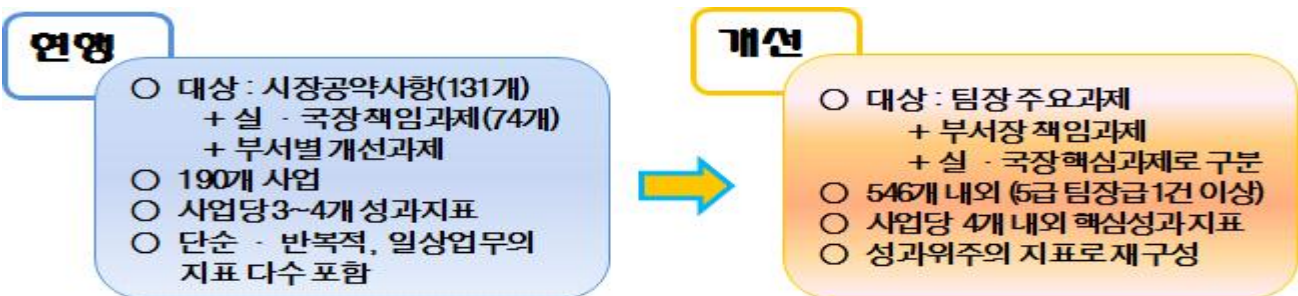 현행
○ 대상 : 시장공약사항(131개)
+ 실 · 국장책임과제(74개)
+ 부서별 개선과제
○ 190개 사업
○ 사업당 3~4개 성과지표
○ 단순 · 반복적, 일상업무의
지표 다수 포함
개선
○ 대상 : 팀장 주요과제
+ 부서장 책임과제
+ 실 · 국장핵심과제로 구분
○ 546개 내외 (5급 팀장급 1건 이상)
○ 사업당 4개 내외 핵심성과지표
○ 성과위주의 지표로 재구성